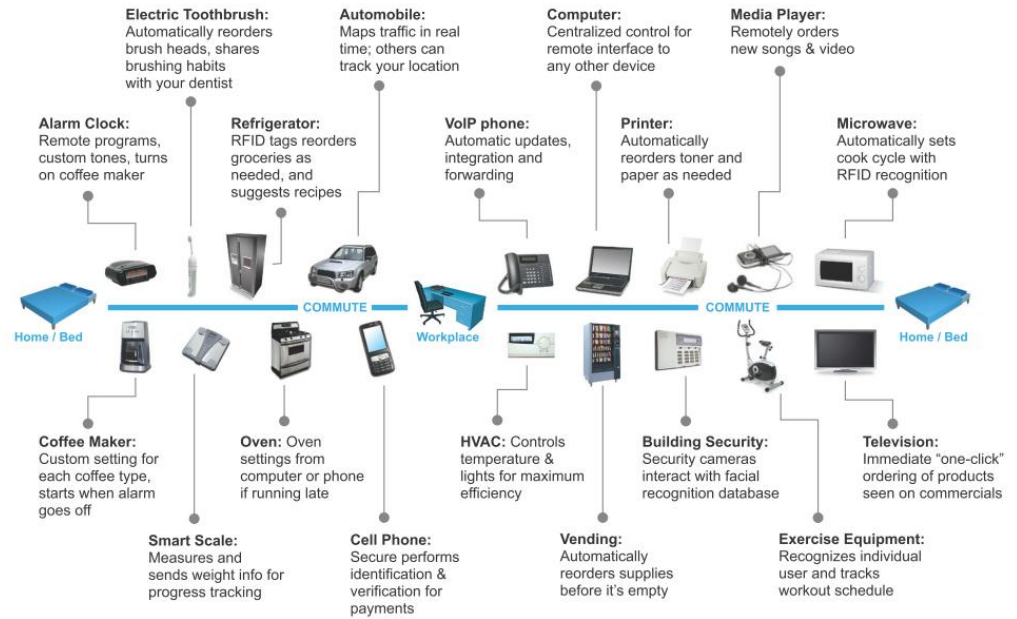 Electric Toothbrush:
Automatically reorders
brush heads, shares
brushing habits
with your dentist
Automobile:
Maps traffic in real
time; others can
track your location
Computer:
Centralized control for
remote interface to
any other device
Media Player:
Remotely orders
new songs & video
Alarm Clock:
Remote programs,
custom tones, turns
on coffee maker
Refrigerator:
RFID tags reorders
groceries as
needed, and
suggests recipes
VoIP phone:
Automatic updates,
integration and
forwarding
Printer:
Automatically
reorders toner and
paper as needed
Microwave:
Automatically sets
cook cycle with
RFID recognition
Home / Bed
COMMUTE
Workplace
COMMUTE
Home / Bed
Coffee Maker:
Custom setting for
each coffee type,
starts when alarm
goes off
Oven: Oven
settings from
computer or phone
if running late
HVAC: Controls
temperature &
lights for maximum
efficiency
Building Security:
Security cameras
interact with facial
recognition database
Television:
Immediate “one-click”
ordering of products
seen on commercials
Smart Scale:
Measures and
sends weight info for
progress tracking
Cell Phone:
Secure performs
identification &
verification for
payments
Vending:
Automatically
reorders supplies
before it’s empty
Exercise Equipment:
Recognizes individual
user and tracks
workout schedule